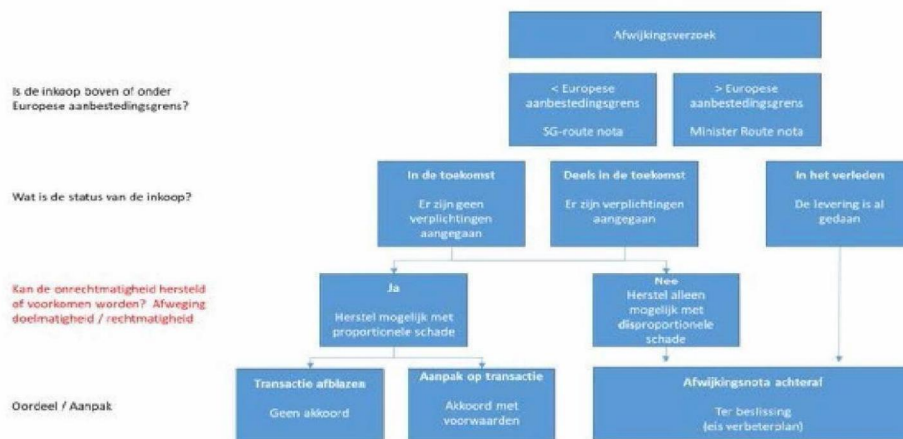 Afwijkingsverzoek
Is de inkoop boven of onder
Europese aanbestedingsgrens?
< Europese
aanbestedingsgrens
SG-route nota
> Europese
aanbestedingsgrens
Minister Route nota
Wat is de status van de inkoop?
In de toekomst
Er zijn geen
verplichtingen
aangegaan
Deels in de toekomst
Er zijn verplichtingen
aangegaan
In het verleden
De levering is al
gedaan
Kan de onrechtmatigheid hersteld
of voorkomen worden? Afweging
doelmatigheid / rechtmatigheid
Ja
Herstel mogelijk met
proportionele schade
Nee
Herstel alleen
mogelijk met
disproportionele
schade
Oordeel / Aanpak
Transactie afblazen
Geen akkoord
Aanpak op transactie
Akkoord met
voorwaarden
Afwijkingsnota achteraf
Ter beslissing
(eis verbeterplan)